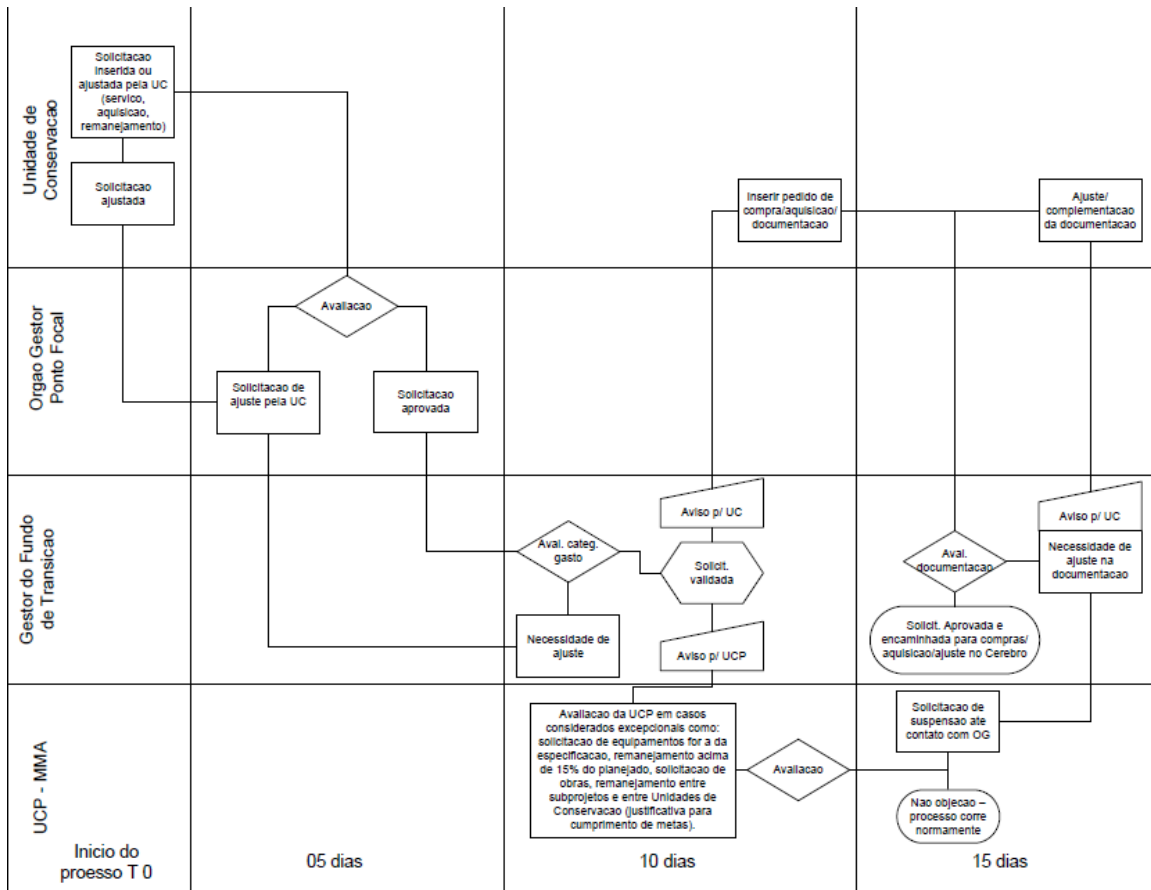 Unidade de
Conservacao
Solicitacao
inserida ou
ajustada pela UC
(servico,
aquisicao,
remanejamento)
Solicitacao
ajustada
Inserir pedido de
compra/aquisicao/
documentacao
Ajuste/
complementacao
da documentacao
Orgao Gestor
Ponto Focal
Avaliacao
Solicitacao de
ajuste pela UC
Solicitacao
aprovada
Gestor do Fundo
de Transicao
Aval. categ.
gasto
Necessidade de
ajuste
Aviso p/ UC
Solicit.
validada
Aviso p/ UCP
Aval.
documentacao
Solicit. Aprovada e
encaminhada para compras/
aquisicao/ajuste no Cerebro
Aviso p/ UC
Necessidade de
ajuste na
documentacao
UCP - MMA
Avaliacao da UCP em casos
considerados excepcionais como:
solicitacao de equipamentos for a da
especificacao, remanejamento acima
de 15% do planejado, solicitacao de
obras, remanejamento entre
subprojetos e entre Unidades de
Conservacao (justificativa para
cumprimento de metas).
Avaliacao
Solicitacao de
suspensao ate
contato com OG
Nao objecao –
processo corre
normamente
Inicio do
proesso T 0
05 dias
10 dias
15 dias